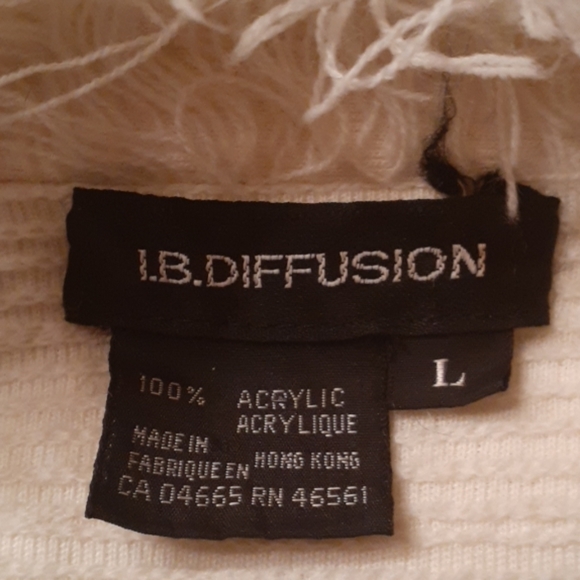 I.B.DIFFUSION
L
100% ACRYLIC
ACRYLIQUE
MADE IN
FABRIQUE EN HONG KONG
CA 04665 RN 46561